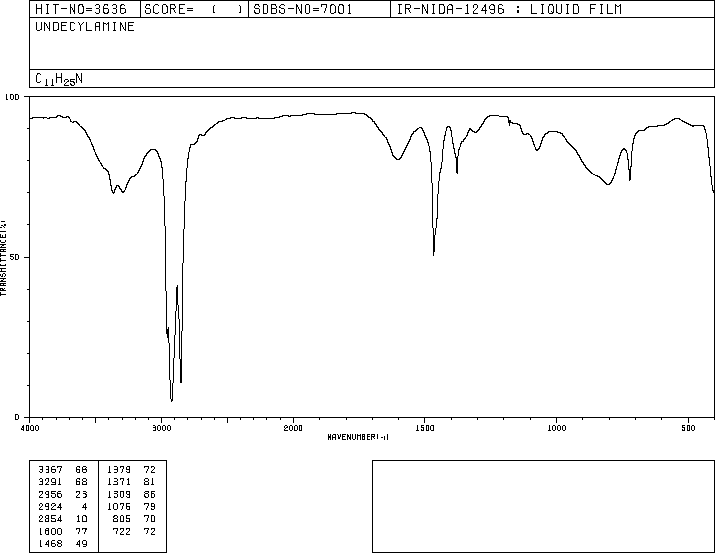 HIT-NO=3636 SCORE= ( ) SDBS-NO=7001 IR-NIDA-12496 : LIQUID FILM
UNDECYLAMINE
C11H25N
100
TRANSMITTANCE(%)
50
0
4000 3000 2000 1500 1000 500
WAVENUMBER(-1)
3367 66 1379 72
3291 68 1371 81
2956 23 1309 86
2924 4 1076 79
2854 10 805 70
1600 77 722 72
1468 49